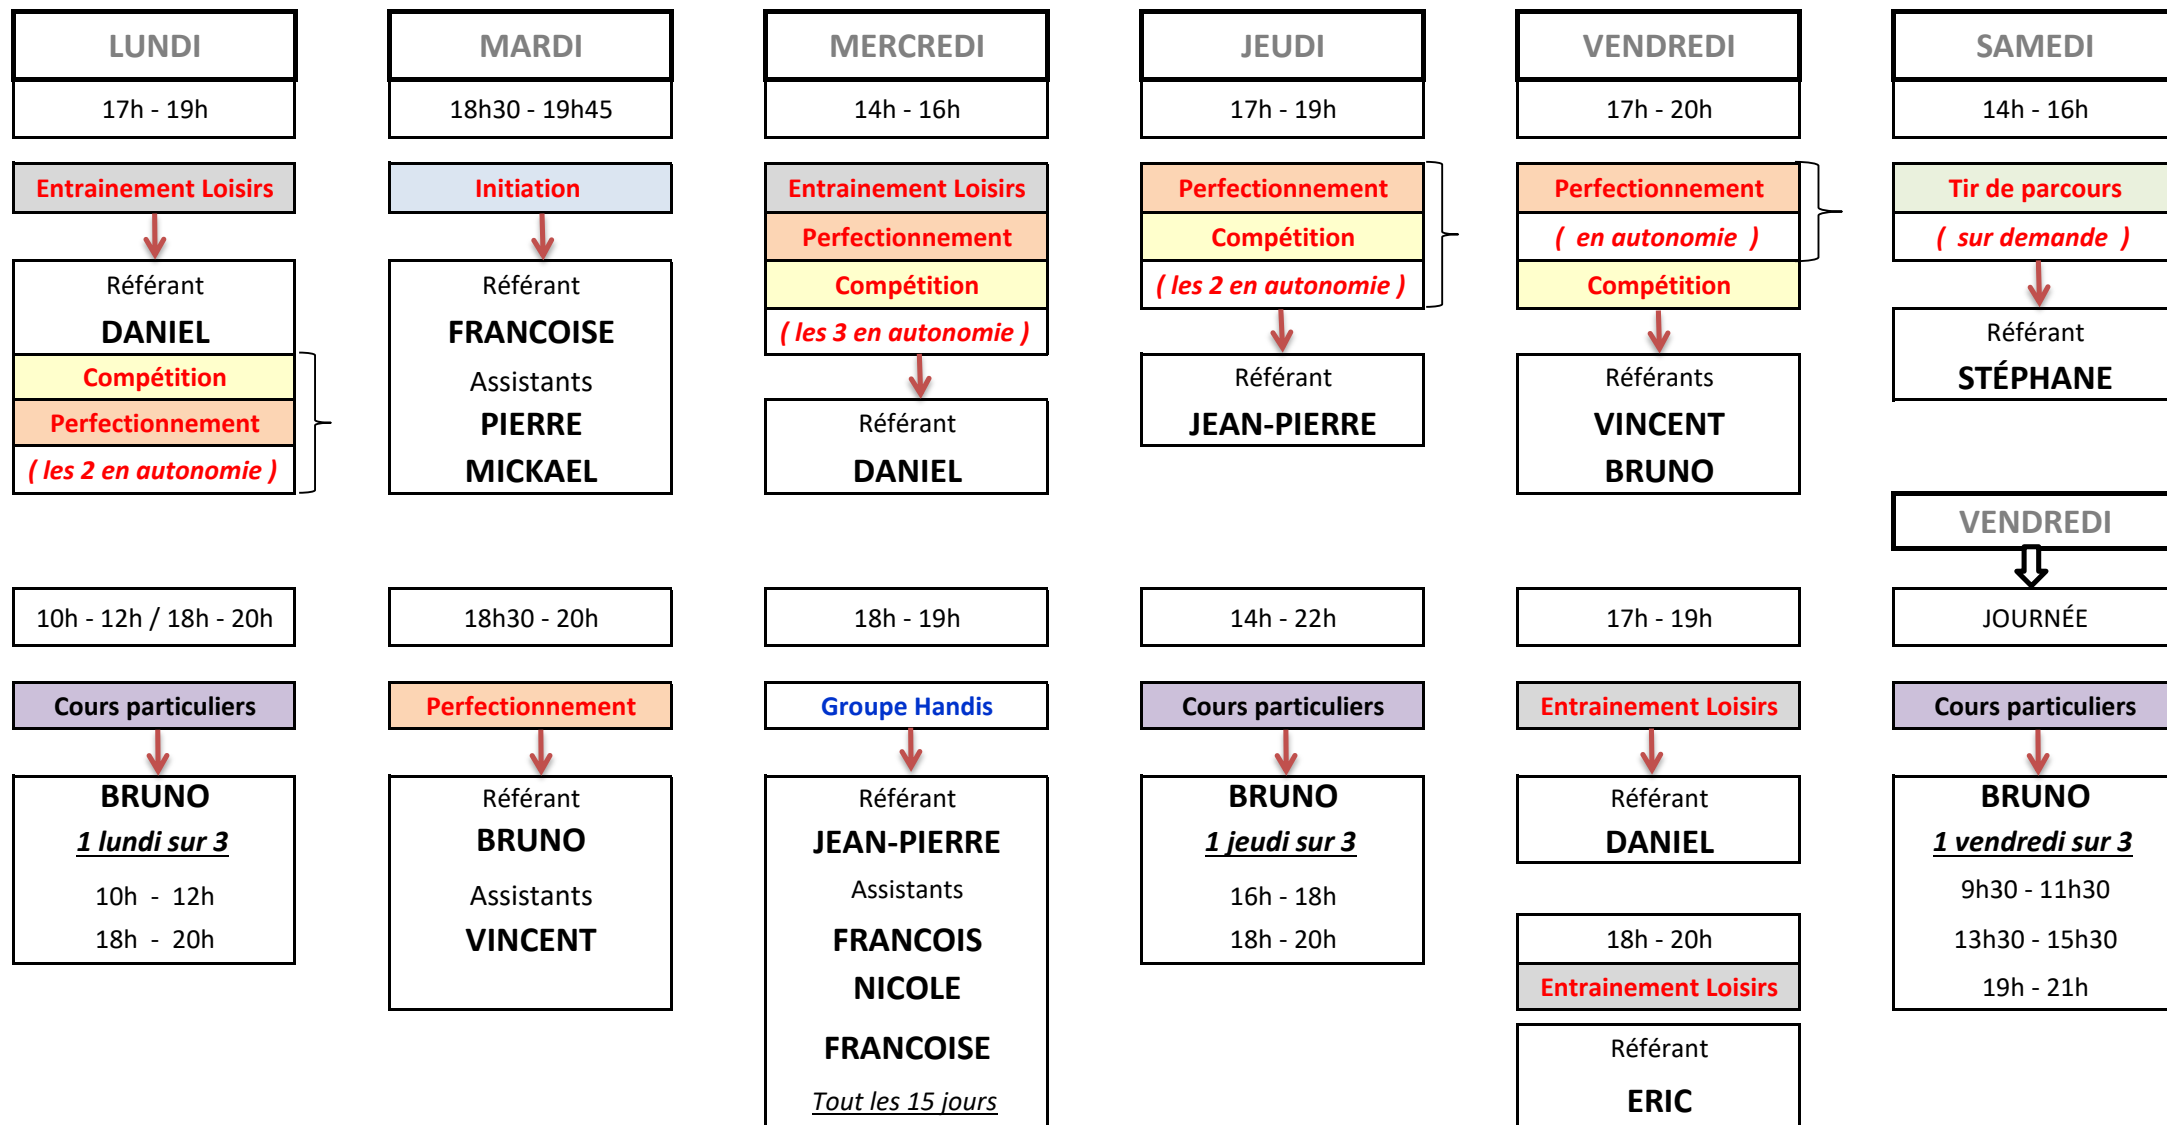 LUNDI
17h - 19h
Entrainement Loisirs
Référant
DANIEL
Compétition
Perfectionnement
( les 2 en autonomie )
10h - 12h / 18h - 20h
Cours particuliers
BRUNO
1 lundi sur 3
10h - 12h
18h - 20h
MARDI
18h30 - 19h45
Initiation
Référant
FRANCOISE
Assistants
PIERRE
MICKAEL
18h30 - 20h
Perfectionnement
Référant
BRUNO
Assistants
VINCENT
MERCREDI
14h - 16h
Entrainement Loisirs
Perfectionnement
Compétition
( les 3 en autonomie )
Référant
DANIEL
18h - 19h
Groupe Handis
Référant
JEAN-PIERRE
Assistants
FRANCOIS
NICOLE
FRANCOISE
Tout les 15 jours
JEUDI
17h - 19h
Perfectionnement
Compétition
( les 2 en autonomie )
Référant
JEAN-PIERRE
14h - 22h
Cours particuliers
BRUNO
1 jeudi sur 3
16h - 18h
18h - 20h
VENDREDI
17h - 20h
Perfectionnement
( en autonomie )
Compétition
Référants
VINCENT
BRUNO
17h - 19h
Entrainement Loisirs
Référant
DANIEL
18h - 20h
Entrainement Loisirs
Référant
ERIC
SAMEDI
14h - 16h
Tir de parcours
( sur demande )
Référant
STÉPHANE
VENDREDI
JOURNÉE
Cours particuliers
BRUNO
1 vendredi sur 3
9h30 - 11h30
13h30 - 15h30
19h - 21h